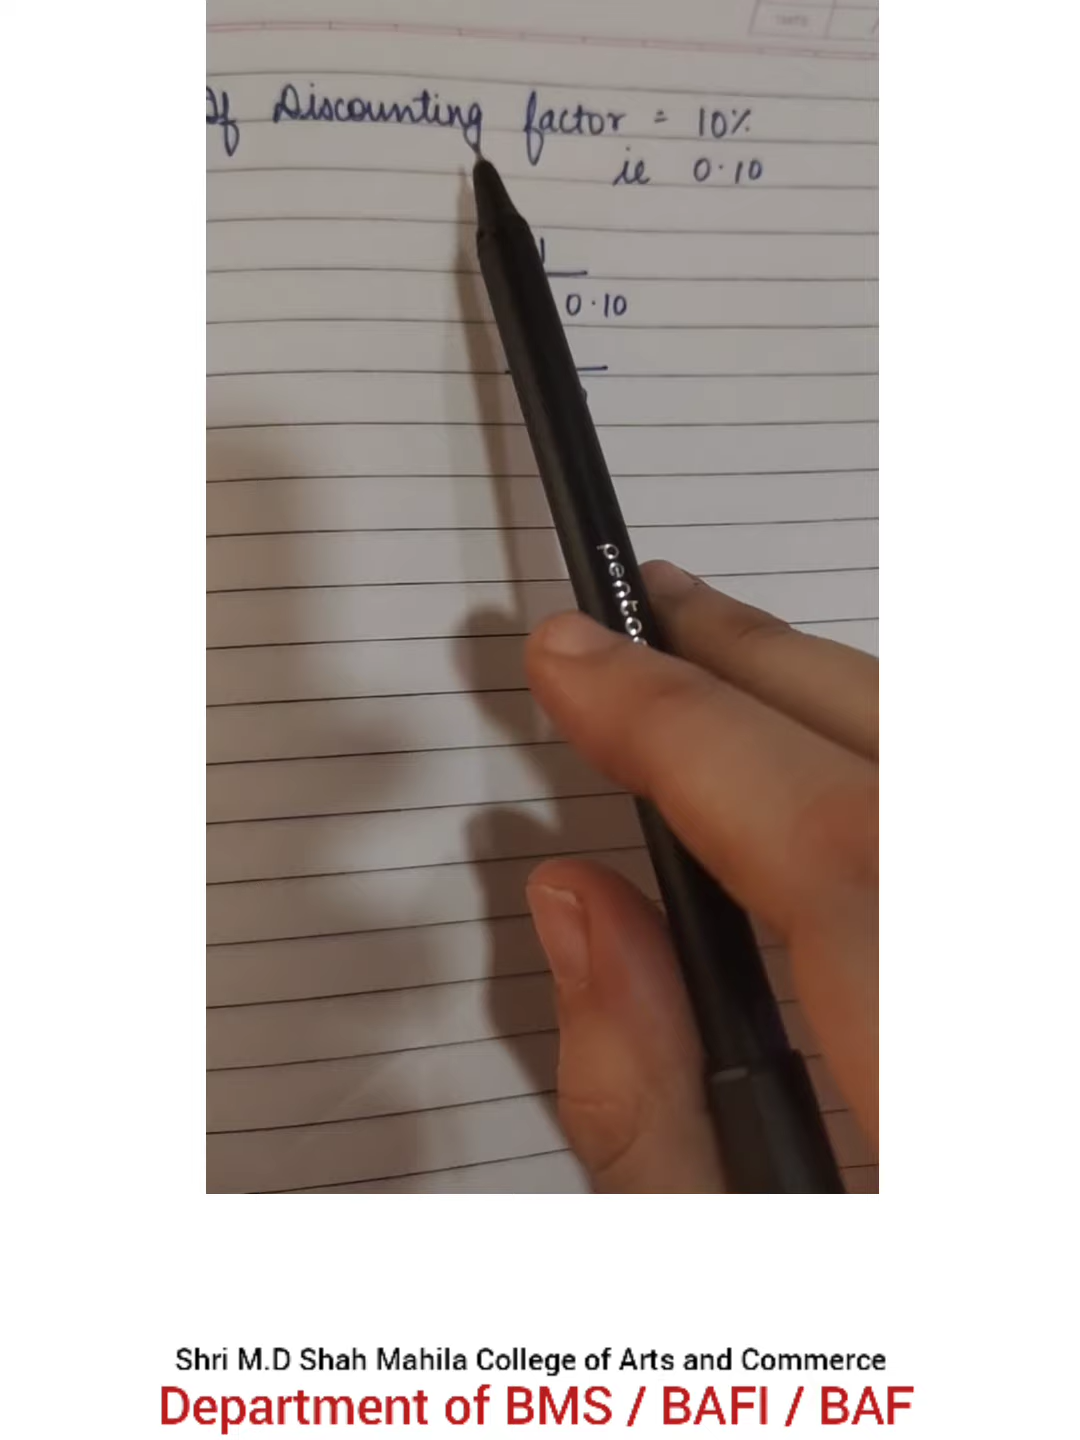 If Discounting factor = 10%
ie 0.10
1
0.10
Shri M.D Shah Mahila College of Arts and Commerce
Department of BMS / BAFI / BAF